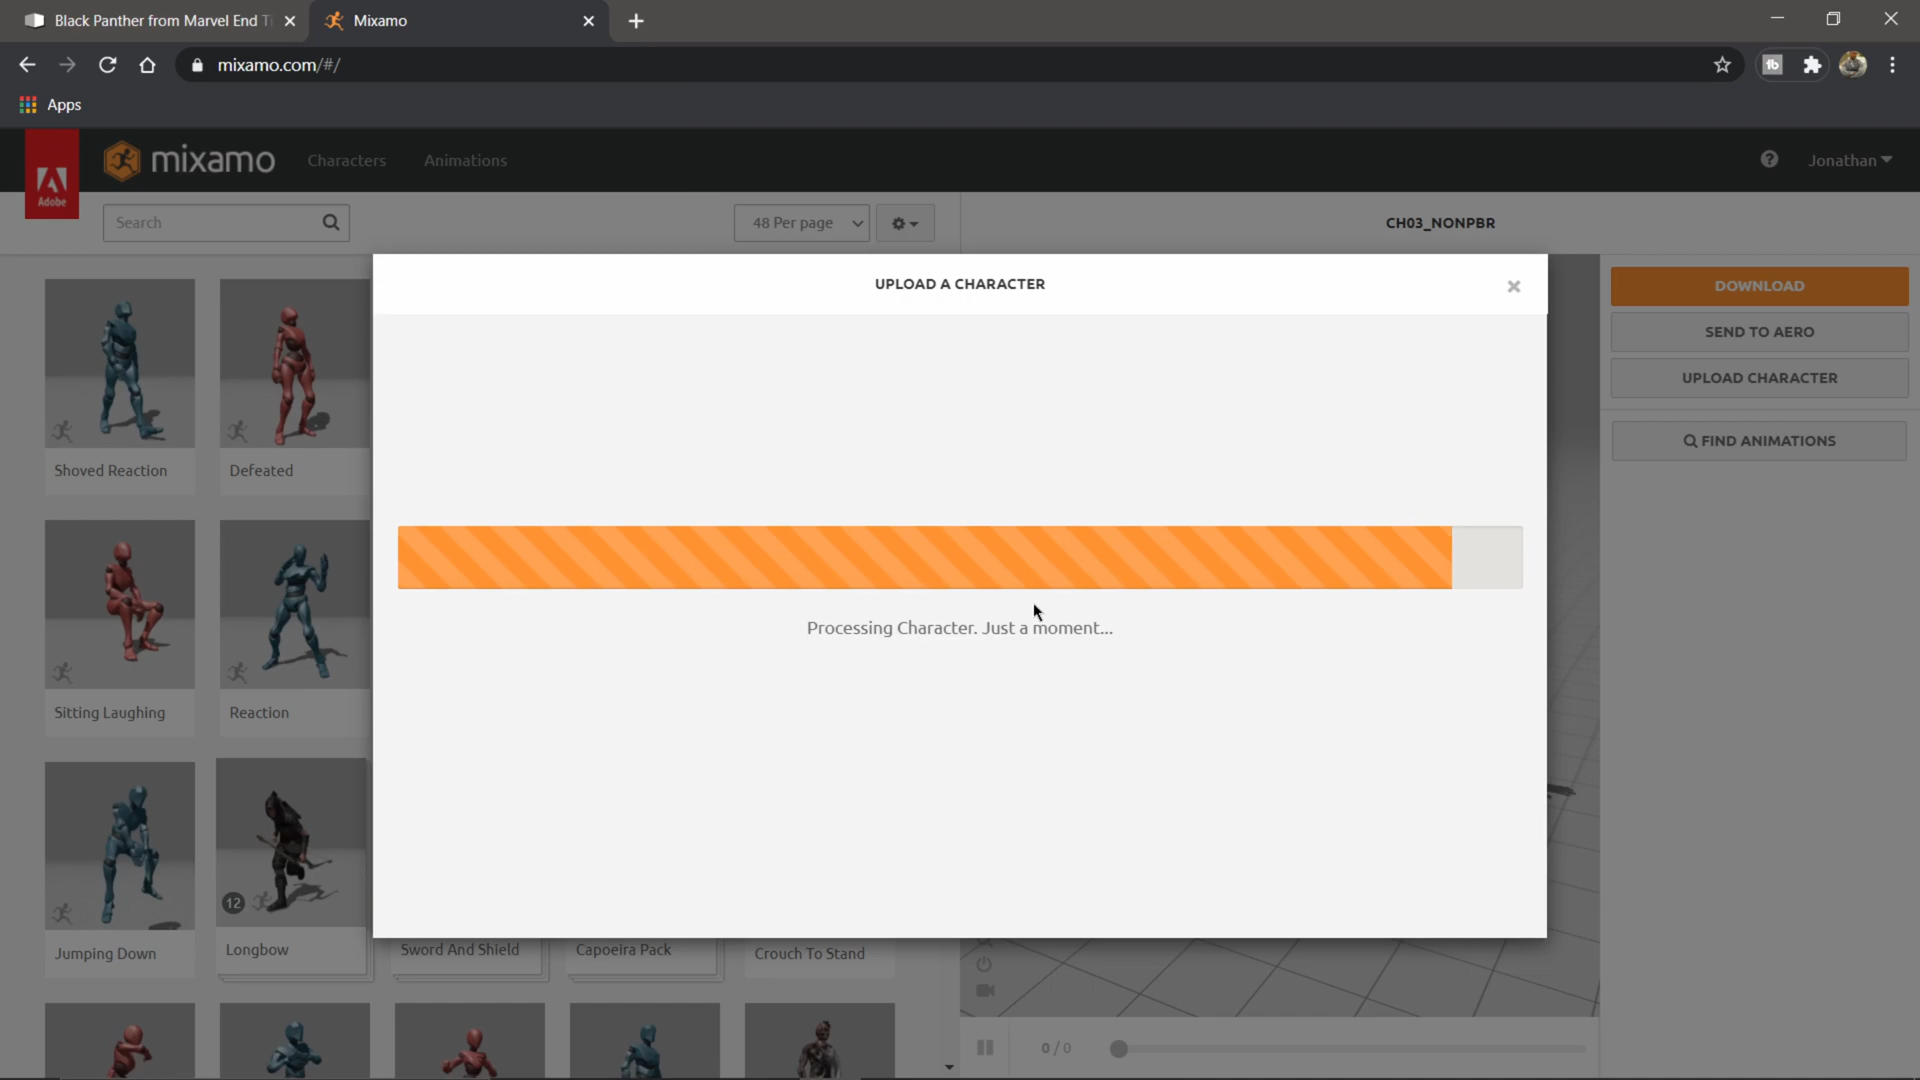 Black Panther from Marvel End T
Mixamo
mixamo.com/#/
Apps
Adobe
mixamo
Characters
Animations
Jonathan
Search
48 Per page
CH03_NONPBR
UPLOAD A CHARACTER
DOWNLOAD
SEND TO AERO
UPLOAD CHARACTER
FIND ANIMATIONS
Shoved Reaction
Defeated
Processing Character. Just a moment...
Sitting Laughing
Reaction
12
Jumping Down
Longbow
Sword And Shield
Capoeira Pack
Crouch To Stand
0 / 0